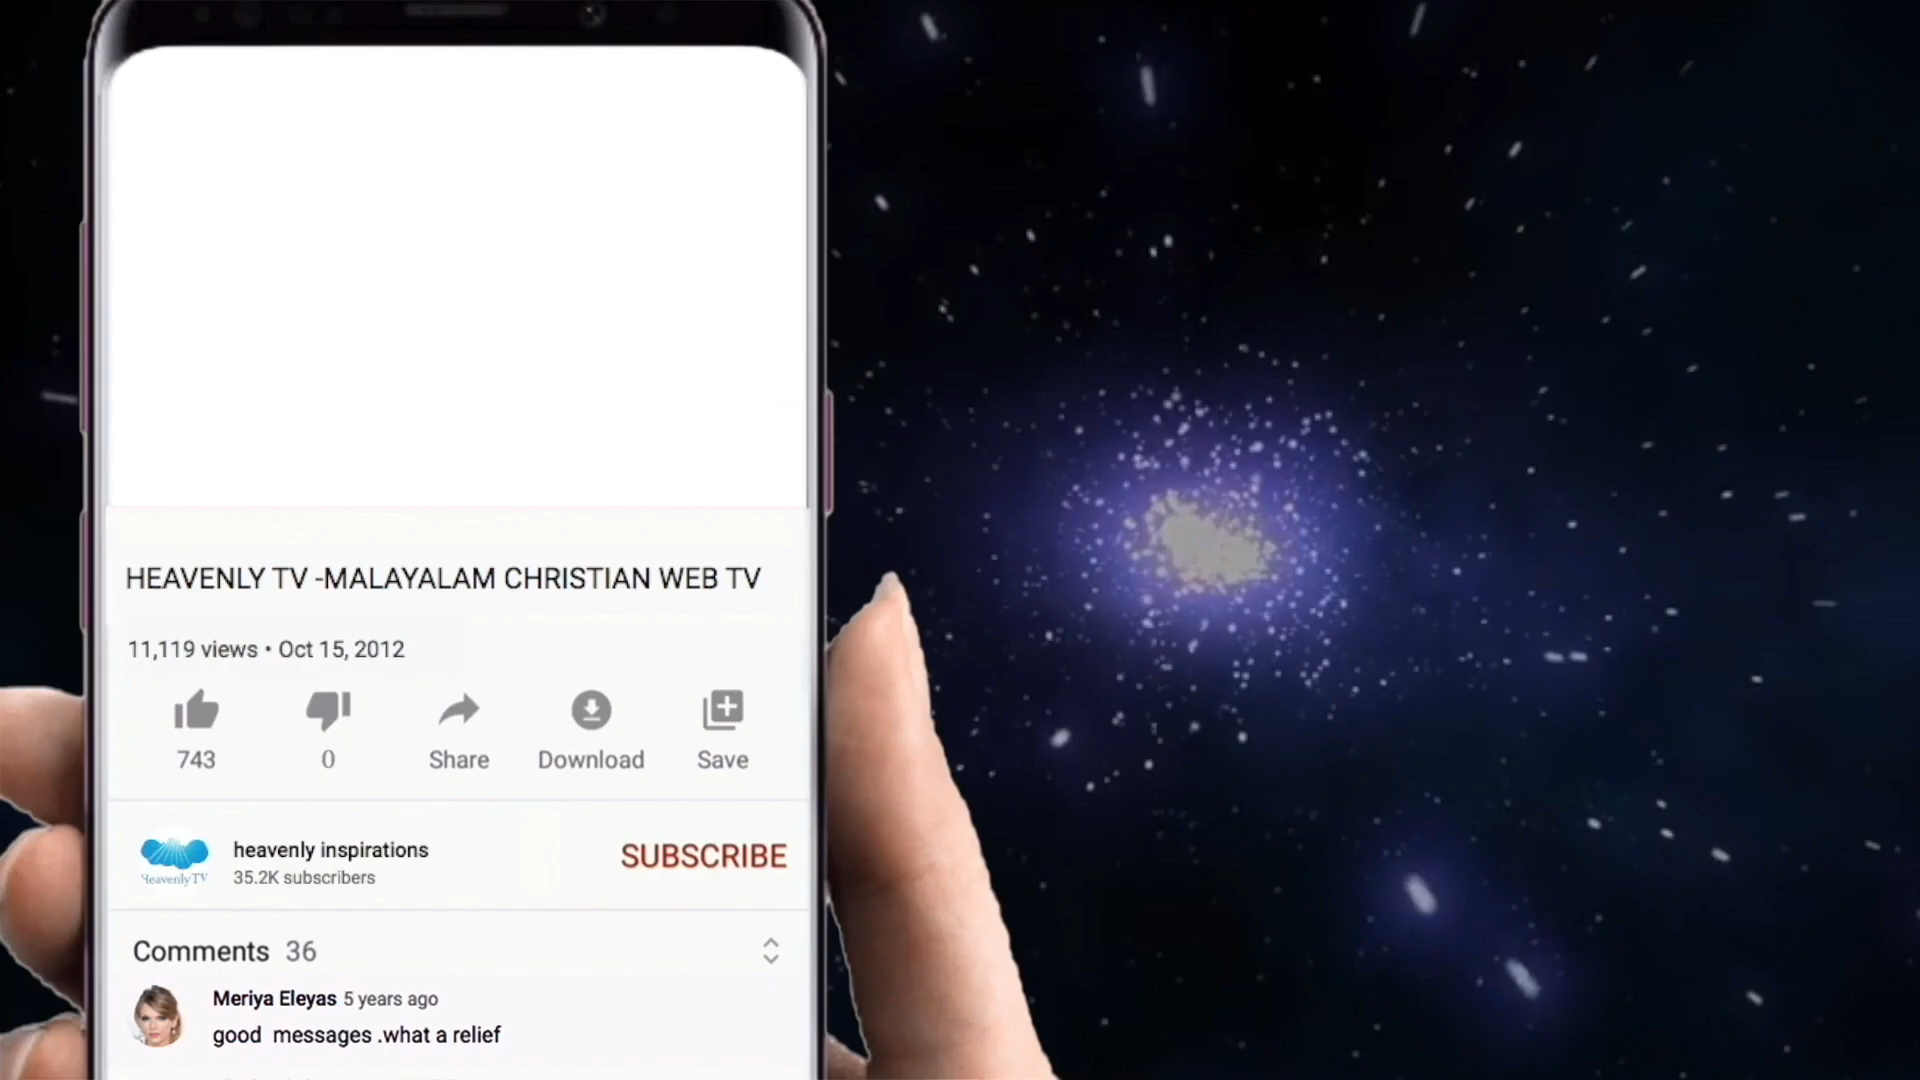 HEAVENLY TV -MALAYALAM CHRISTIAN WEB TV
11,119 views • Oct 15, 2012
743
0
Share
Download
Save
HeavenlyTV
heavenly inspirations
35.2K subscribers
SUBSCRIBE
Comments 36
Meriya Eleyas 5 years ago
good messages .what a relief